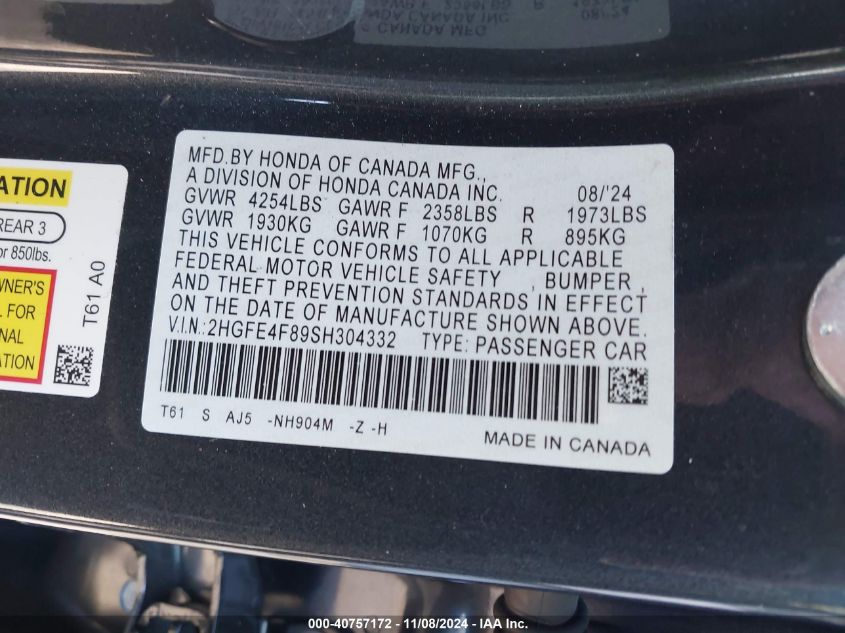 MFD.BY HONDA OF CANADA MFG.,
A DIVISION OF HONDA CANADA INC. 08/'24
GVWR 4254LBS GAWR F 2358LBS R 1973LBS
GVWR 1930KG GAWR F 1070KG R 895KG
THIS VEHICLE CONFORMS TO ALL APPLICABLE
FEDERAL MOTOR VEHICLE SAFETY , BUMPER ,
AND THEFT PREVENTION STANDARDS IN EFFECT
ON THE DATE OF MANUFACTURE SHOWN ABOVE.
V.I.N.:2HGFE4F89SH304332 TYPE: PASSENGER CAR
T61 S AJ5 -NH904M -Z -H
MADE IN CANADA
REAR 3
850lbs.
FOR
T61 A0
000-40757172 - 11/08/2024 - IAA Inc.